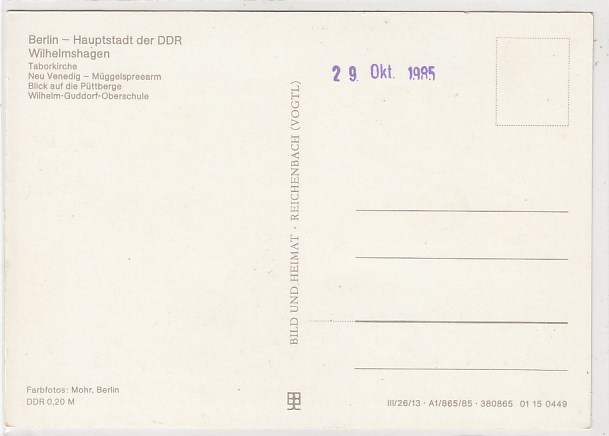 Berlin – Hauptstadt der DDR
Wilhelmshagen
Taborkirche
Neu Venedig – Müggelspreearm
Blick auf die Püttberge
Wilhelm-Guddorf-Oberschule
29. Okt. 1985
BILD UND HEIMAT · REICHENBACH (VOGTL)
Farbfotos: Mohr, Berlin
DDR 0,20 M
III/26/13 · A1/865/85 · 380865 01 15 0449